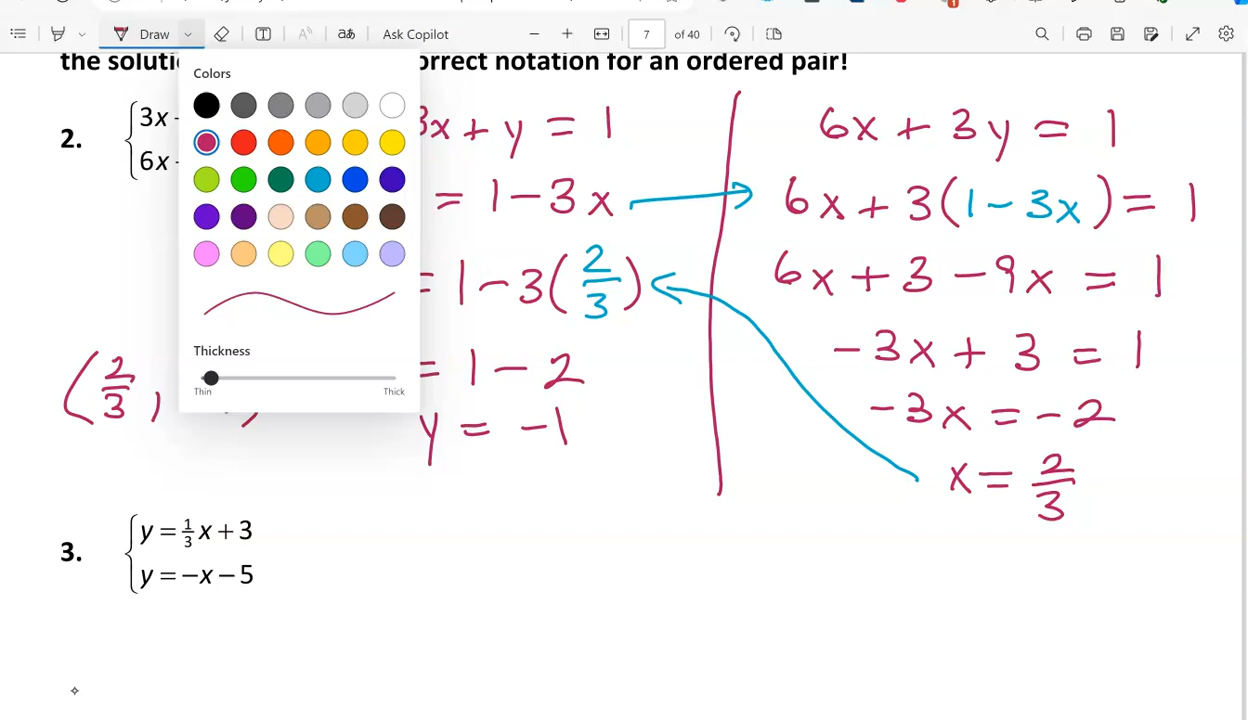 Draw
aあ
Ask Copilot
7 of 40
the soluti
orrect notation for an ordered pair!
Colors
2.
3x -
6x -
3x + y = 1
= 1 - 3x
= 1 - 3(2/3)
= 1 - 2
y = -1
(2/3,
6x + 3y = 1
6x + 3(1 - 3x) = 1
6x + 3 - 9x = 1
-3x + 3 = 1
-3x = -2
x = 2/3
Thickness
Thin
Thick
3.
y = 1/3 x + 3
y = -x - 5